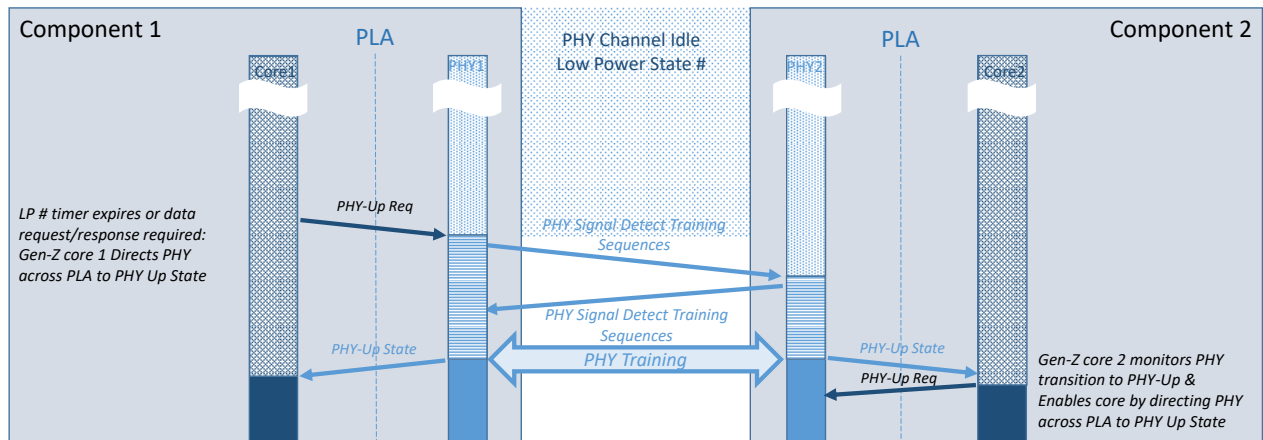 Component 1
Component 2
PLA
PHY Channel Idle
Low Power State #
PLA
Core1
PHY1
PHY2
Core2
PHY-Up Req
LP # timer expires or data
request/response required:
Gen-Z core 1 Directs PHY
across PLA to PHY Up State
PHY Signal Detect Training
Sequences
PHY Signal Detect Training
Sequences
PHY-Up State
PHY Training
PHY-Up State
PHY-Up Req
Gen-Z core 2 monitors PHY
transition to PHY-Up &
Enables core by directing PHY
across PLA to PHY Up State